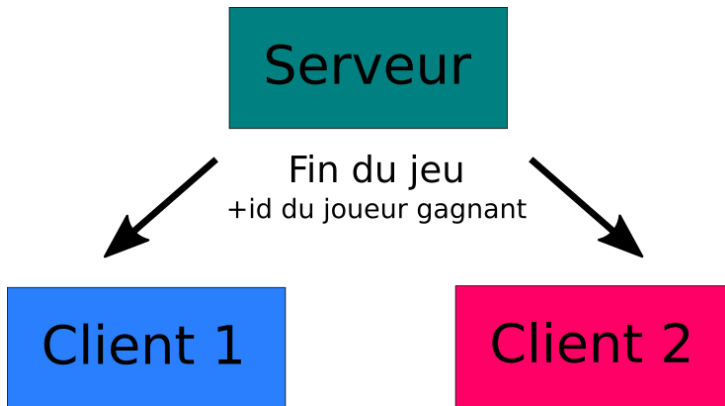 Serveur
Fin du jeu
+id du joueur gagnant
Client 1
Client 2